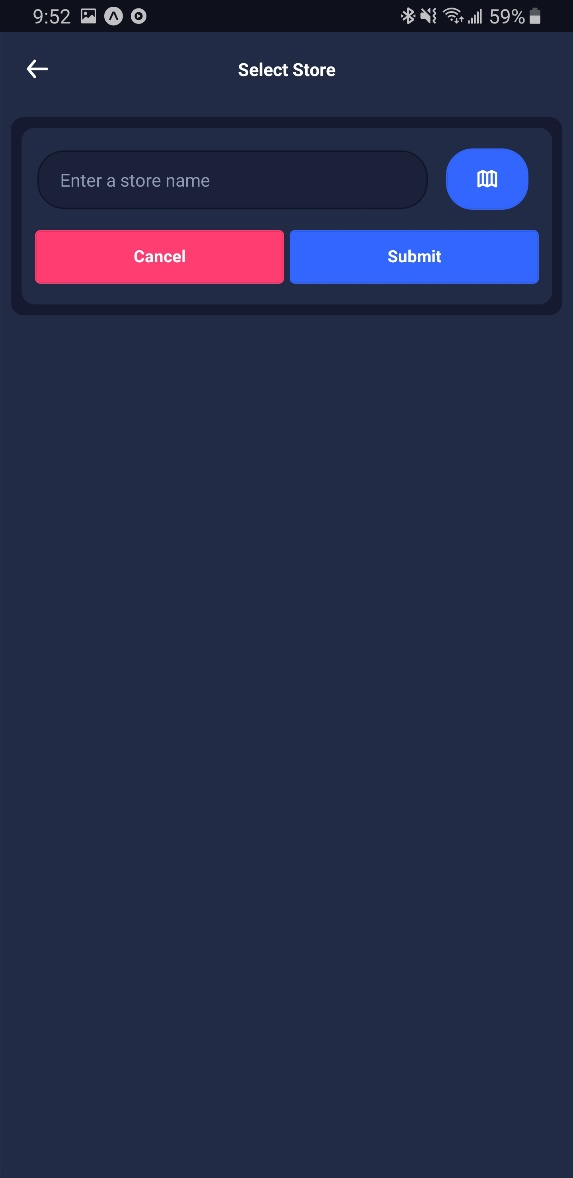 9:52 59%
Select Store
Enter a store name
Cancel Submit